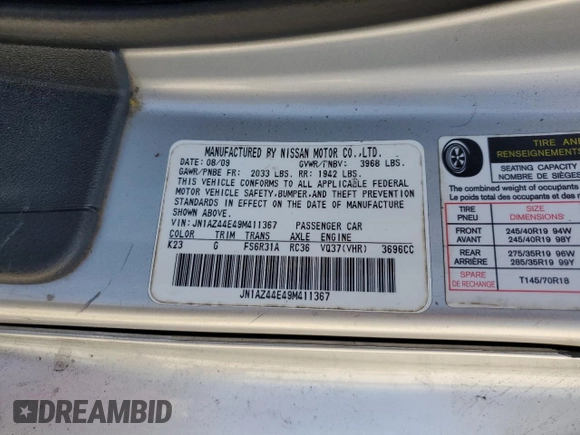 MANUFACTURED BY NISSAN MOTOR CO.,LTD.
DATE: 08/09 GVWR/PNBV: 3968 LBS.
GAWR/PNBE FR: 2033 LBS. RR: 1942 LBS.
THIS VEHICLE CONFORMS TO ALL APPLICABLE FEDERAL
MOTOR VEHICLE SAFETY,BUMPER,AND THEFT PREVENTION
STANDARDS IN EFFECT ON THE DATE OF MANUFACTURE
SHOWN ABOVE.
VIN: JN1AZ44E49M411367 PASSENGER CAR
COLOR TRIM TRANS AXLE ENGINE
K23 G FS6R31A RC36 VQ37(VHR) 3696CC
JN1AZ44E49M411367
TIRE AN
RENSEIGNEMENTS
SEATING CAPACITY
NOMBRE DE SIÈGES
The combined weight of occupants
Le poids total des occupants et d
TIRE PNEU SIZE DIMENSIONS
FRONT AVANT 245/40R19 94W
245/40R19 98Y
REAR ARRIÈRE 275/35R19 96W
285/35R19 99Y
SPARE DE RECHANGE T145/70R18
DREAMBID